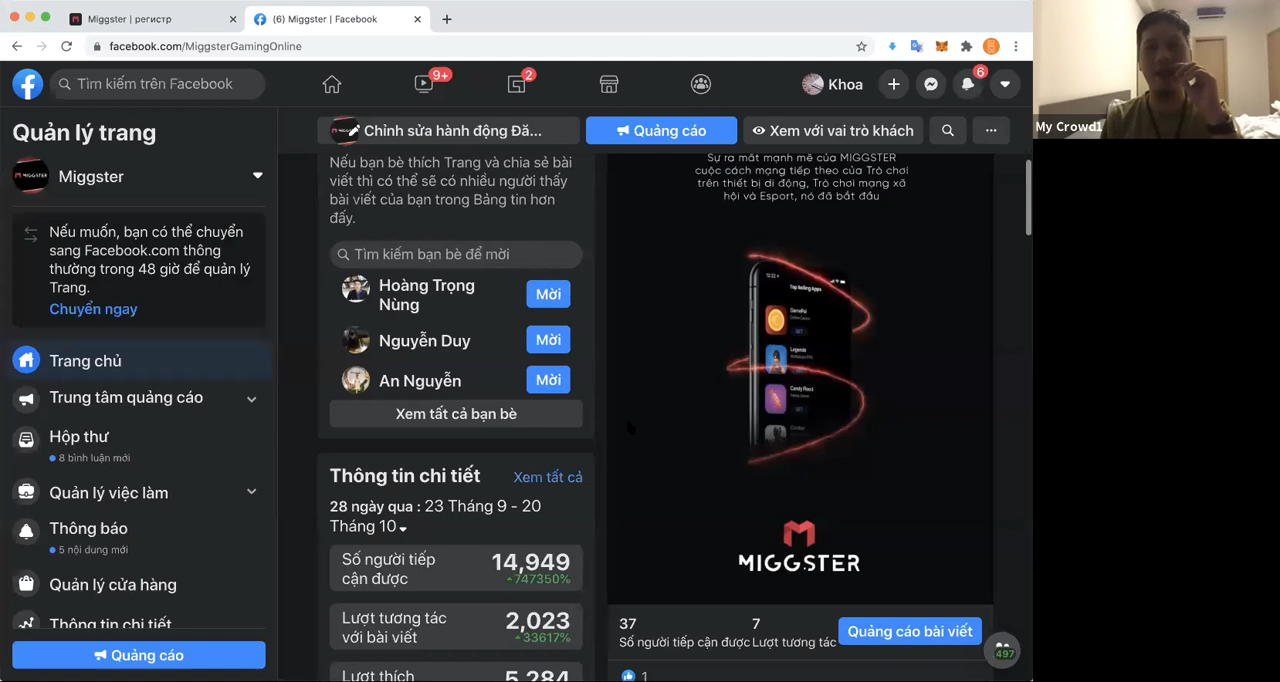 Miggster | регистр
(6) Miggster | Facebook
facebook.com/MiggsterGamingOnline
Tìm kiếm trên Facebook
9+
2
Khoa
6
Quản lý trang
Miggster
Nếu muốn, bạn có thể chuyển
sang Facebook.com thông
thường trong 48 giờ để quản lý
Trang.
Chuyển ngay
Trang chủ
Trung tâm quảng cáo
Hộp thư
8 bình luận mới
Quản lý việc làm
Thông báo
5 nội dung mới
Quản lý cửa hàng
Thông tin chi tiết
Quảng cáo
Chỉnh sửa hành động Đă...
Quảng cáo
Xem với vai trò khách
...
Nếu bạn bè thích Trang và chia sẻ bài
viết thì có thể sẽ có nhiều người thấy
bài viết của bạn trong Bảng tin hơn
đấy.
Tìm kiếm bạn bè để mời
Hoàng Trọng
Nùng
Mời
Nguyễn Duy
Mời
An Nguyễn
Mời
Xem tất cả bạn bè
Thông tin chi tiết
Xem tất cả
28 ngày qua : 23 Tháng 9 - 20
Tháng 10
Số người tiếp
cận được
14,949
747350%
Lượt tương tác
với bài viết
2,023
33617%
Lượt thích
5,284
Sự ra mắt mạnh mẽ của MIGGSTER
cuộc cách mạng tiếp theo của Trò chơi
trên thiết bị di động, Trò chơi mạng xã
hội và Esport, nó đã bắt đầu
Top Selling Apps
GamePal
Legends
Candy Rocci
MIGGSTER
37
Số người tiếp cận được
7
Lượt tương tác
Quảng cáo bài viết
1
497
My Crowd1